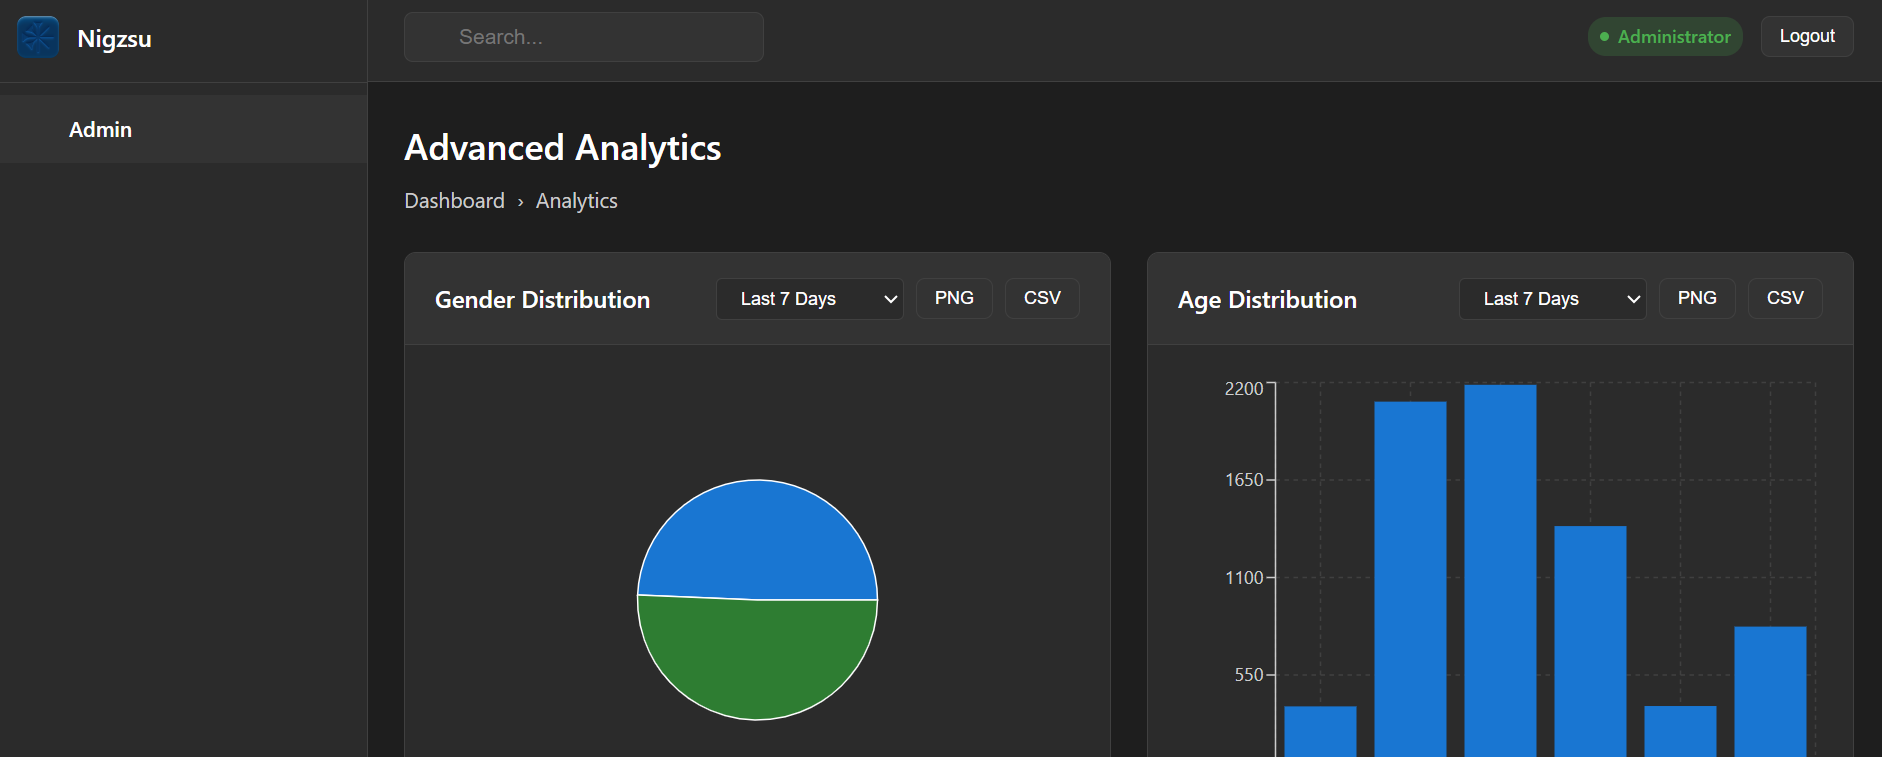 Nigzsu
Search...
Administrator
Logout
Admin
Advanced Analytics
Dashboard › Analytics
Gender Distribution
Last 7 Days
PNG
CSV
Age Distribution
Last 7 Days
PNG
CSV
2200
1650
1100
550